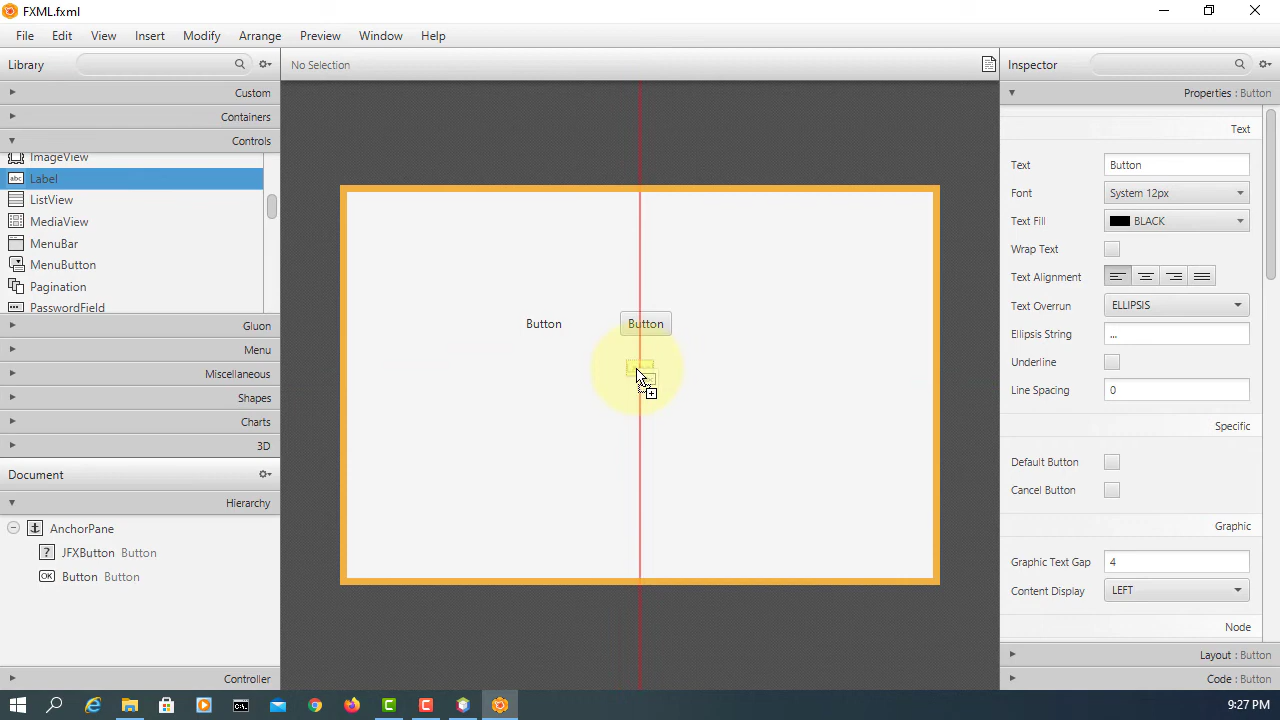 FXML.fxml
File Edit View Insert Modify Arrange Preview Window Help
Library
No Selection
Inspector
Custom
Containers
Controls
ImageView
Label
ListView
MediaView
MenuBar
MenuButton
Pagination
PasswordField
Gluon
Menu
Miscellaneous
Shapes
Charts
3D
Document
Hierarchy
AnchorPane
JFXButton Button
OK Button Button
Controller
Button
Button
Properties : Button
Text
Text Button
Font System 12px
Text Fill BLACK
Wrap Text
Text Alignment
Text Overrun ELLIPSIS
Ellipsis String ...
Underline
Line Spacing 0
Specific
Default Button
Cancel Button
Graphic
Graphic Text Gap 4
Content Display LEFT
Node
Layout : Button
Code : Button
9:27 PM